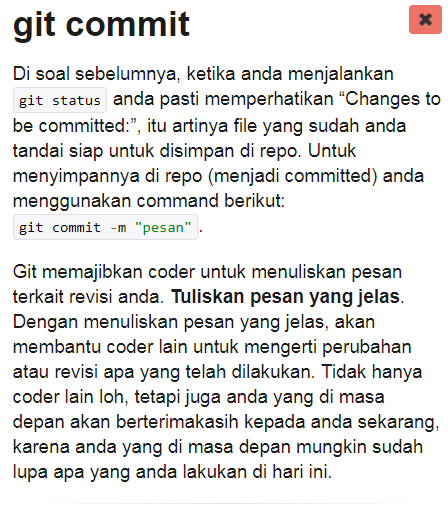 git commit
Di soal sebelumnya, ketika anda menjalankan
git status anda pasti memperhatikan “Changes to
be committed:”, itu artinya file yang sudah anda
tandai siap untuk disimpan di repo. Untuk
menyimpannya di repo (menjadi committed) anda
menggunakan command berikut:
git commit -m "pesan".
Git memajibkan coder untuk menuliskan pesan
terkait revisi anda. Tuliskan pesan yang jelas.
Dengan menuliskan pesan yang jelas, akan
membantu coder lain untuk mengerti perubahan
atau revisi apa yang telah dilakukan. Tidak hanya
coder lain loh, tetapi juga anda yang di masa
depan akan berterimakasih kepada anda sekarang,
karena anda yang di masa depan mungkin sudah
lupa apa yang anda lakukan di hari ini.